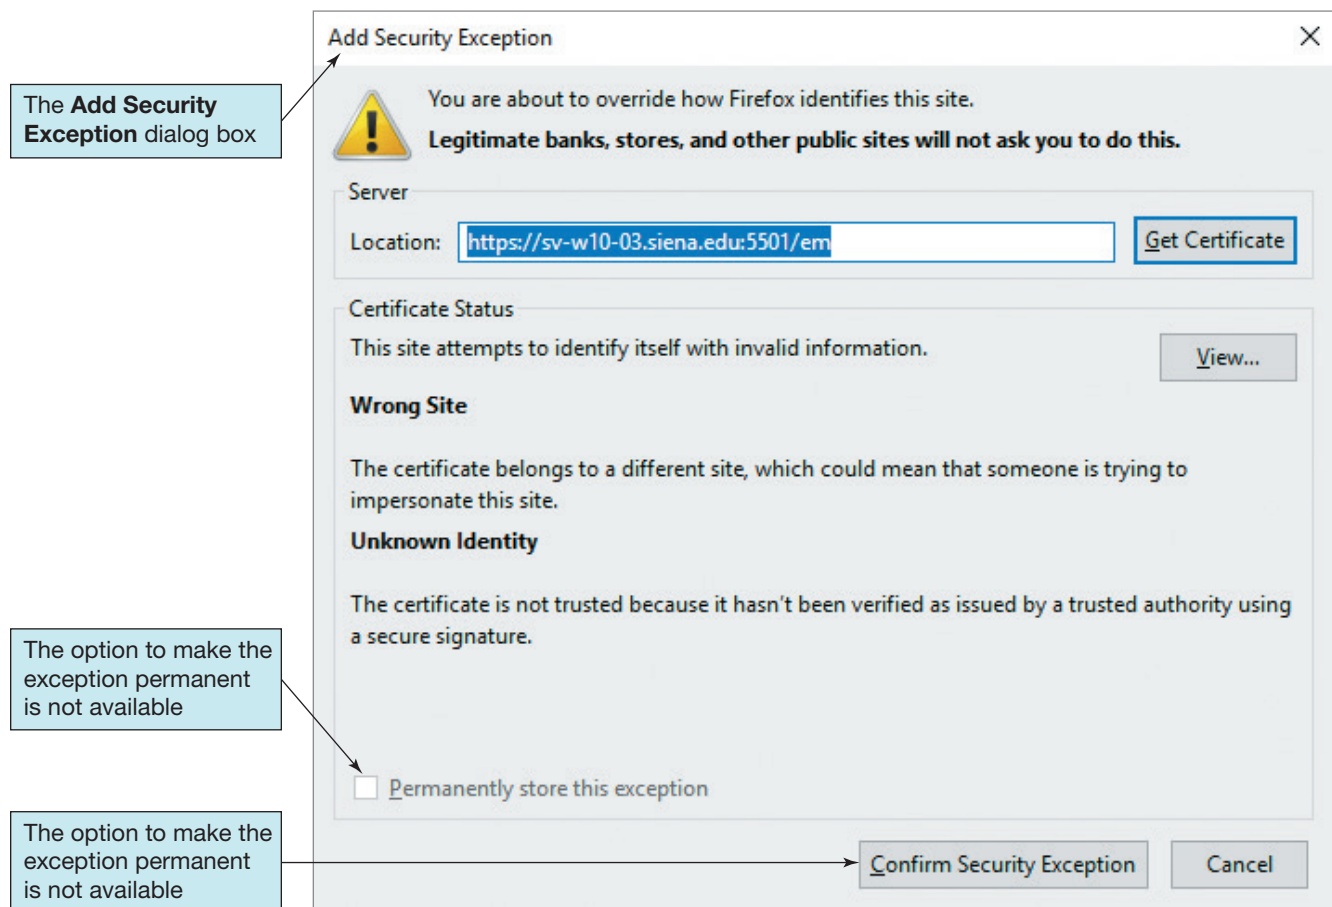 Add Security Exception
The Add Security
Exception dialog box
You are about to override how Firefox identifies this site.
Legitimate banks, stores, and other public sites will not ask you to do this.
Server
Location: https://sv-w10-03.siena.edu:5501/em Get Certificate
Certificate Status
This site attempts to identify itself with invalid information.
View...
Wrong Site
The certificate belongs to a different site, which could mean that someone is trying to
impersonate this site.
Unknown Identity
The certificate is not trusted because it hasn't been verified as issued by a trusted authority using
a secure signature.
The option to make the
exception permanent
is not available
Permanently store this exception
The option to make the
exception permanent
is not available
Confirm Security Exception Cancel